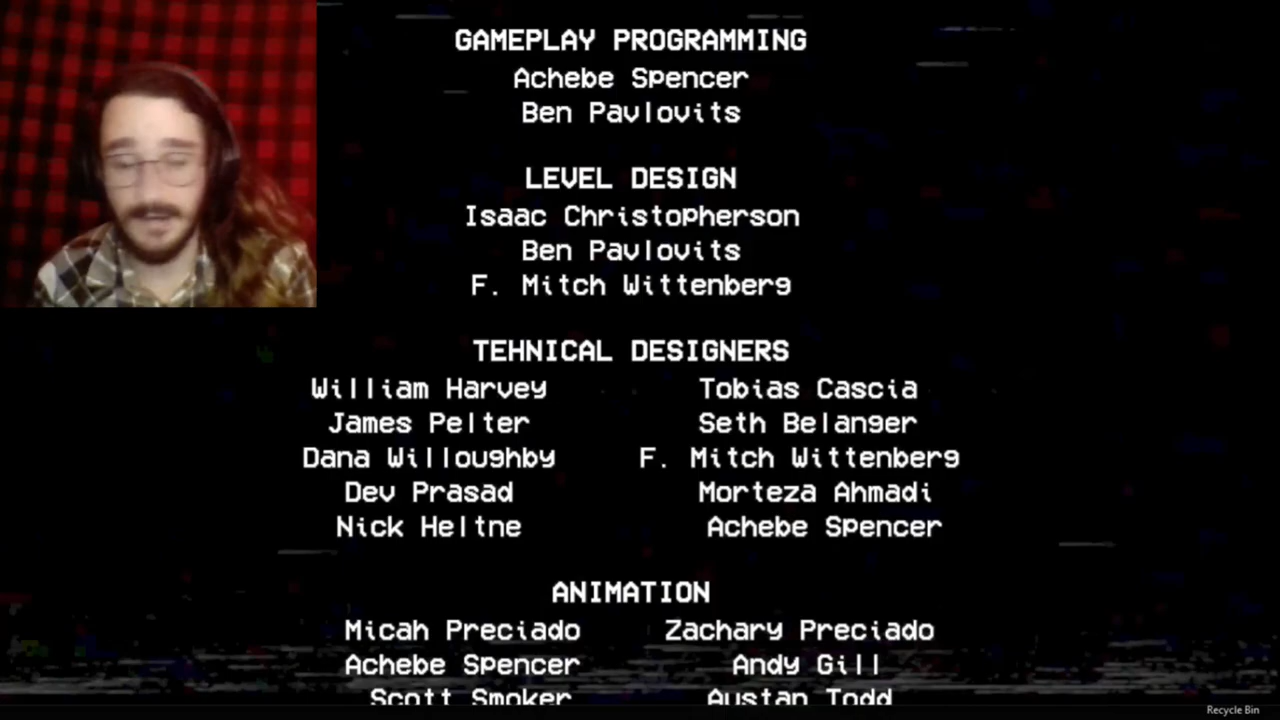 GAMEPLAY PROGRAMMING
Achebe Spencer
Ben Pavlovits
LEVEL DESIGN
Isaac Christopherson
Ben Pavlovits
F. Mitch Wittenberg
TEHNICAL DESIGNERS
William Harvey Tobias Cascia
James Pelter Seth Belanger
Dana Willoughby F. Mitch Wittenberg
Dev Prasad Morteza Ahmadi
Nick Heltne Achebe Spencer
ANIMATION
Micah Preciado Zachary Preciado
Achebe Spencer Andy Gill
Scott Smoker Austan Todd
Recycle Bin